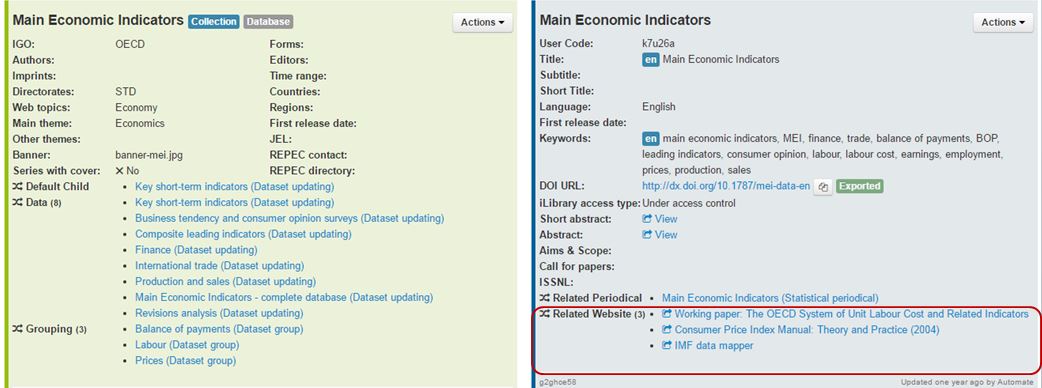 Main Economic Indicators Collection Database
Actions
IGO: OECD Forms:
Authors: Editors:
Imprints: Time range:
Directorates: STD Countries:
Web topics: Economy Regions:
Main theme: Economics First release date:
Other themes: JEL:
Banner: banner-mei.jpg REPEC contact:
Series with cover: No REPEC directory:
Default Child • Key short-term indicators (Dataset updating)
Data (8) • Key short-term indicators (Dataset updating)
• Business tendency and consumer opinion surveys (Dataset updating)
• Composite leading indicators (Dataset updating)
• Finance (Dataset updating)
• International trade (Dataset updating)
• Production and sales (Dataset updating)
• Main Economic Indicators - complete database (Dataset updating)
• Revisions analysis (Dataset updating)
Grouping (3) • Balance of payments (Dataset group)
• Labour (Dataset group)
• Prices (Dataset group)
Main Economic Indicators
Actions
User Code: k7u26a
Title: en Main Economic Indicators
Subtitle:
Short Title:
Language: English
First release date:
Keywords: en main economic indicators, MEI, finance, trade, balance of payments, BOP,
leading indicators, consumer opinion, labour, labour cost, earnings, employment,
prices, production, sales
DOI URL: http://dx.doi.org/10.1787/mei-data-en Exported
iLibrary access type: Under access control
Short abstract: View
Abstract: View
Aims & Scope:
Call for papers:
ISSNL:
Related Periodical • Main Economic Indicators (Statistical periodical)
Related Website (3) • Working paper: The OECD System of Unit Labour Cost and Related Indicators
• Consumer Price Index Manual: Theory and Practice (2004)
• IMF data mapper
g2ghce58 Updated one year ago by Automate